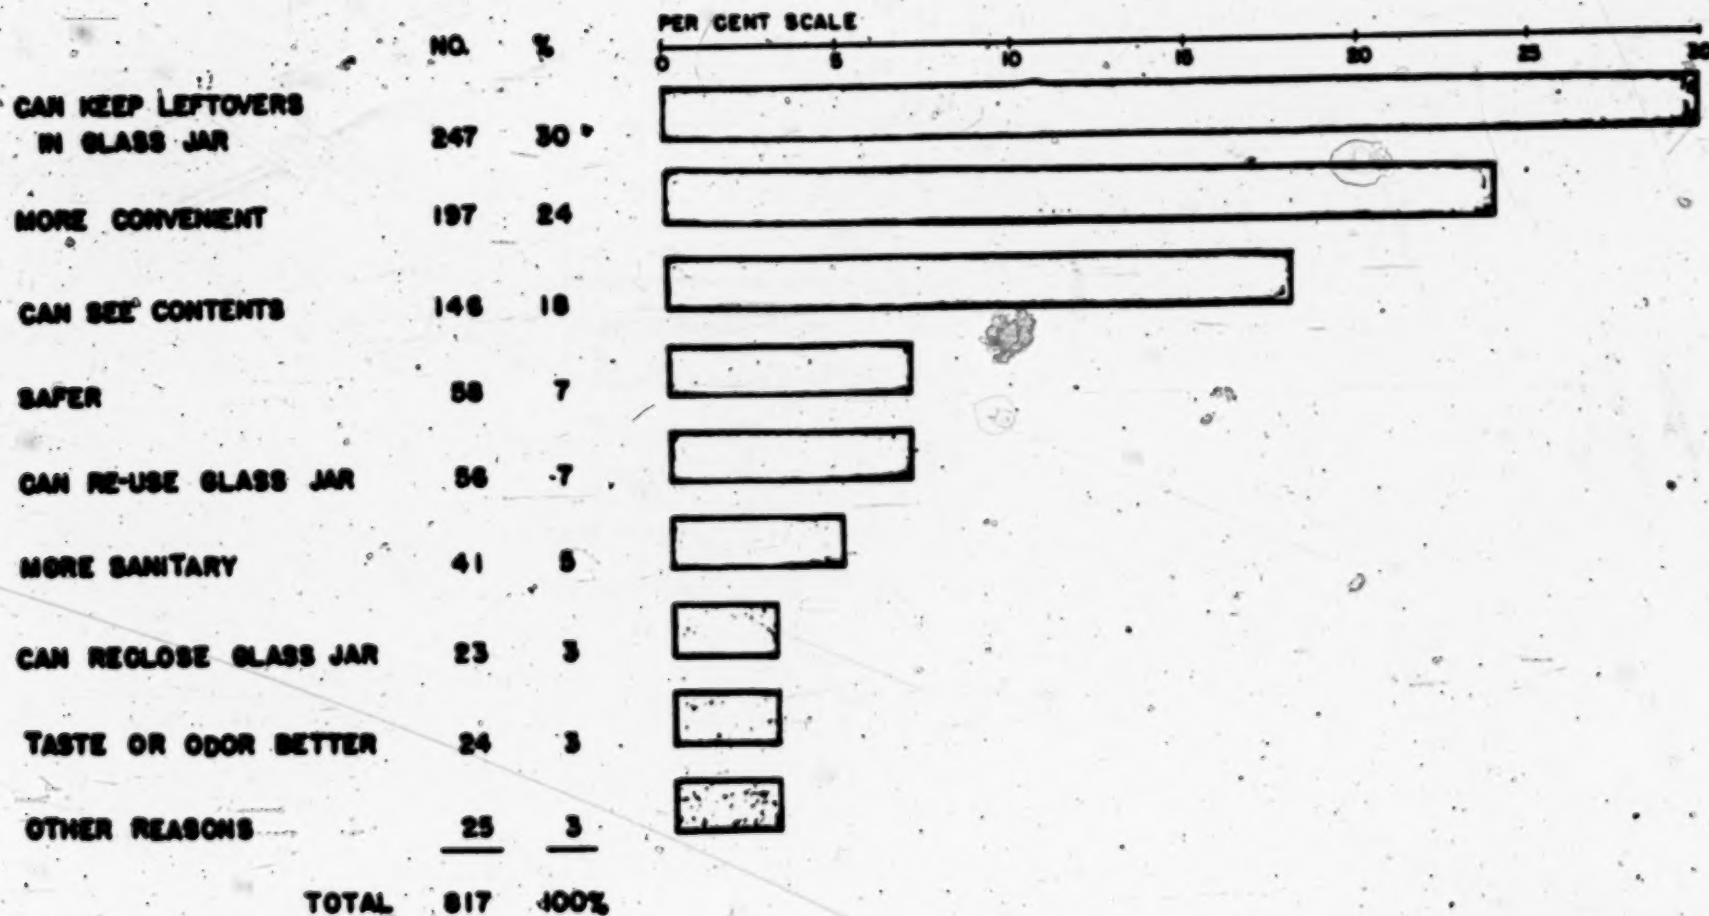 PER CENT SCALE
NO. %
0 5 10 15 20 25 30
CAN KEEP LEFTOVERS
IN GLASS JAR 247 30
MORE CONVENIENT 197 24
CAN SEE CONTENTS 146 18
SAFER 58 7
CAN RE-USE GLASS JAR 56 7
MORE SANITARY 41 5
CAN RECLOSE GLASS JAR 23 3
TASTE OR ODOR BETTER 24 3
OTHER REASONS 25 3
TOTAL 817 100%